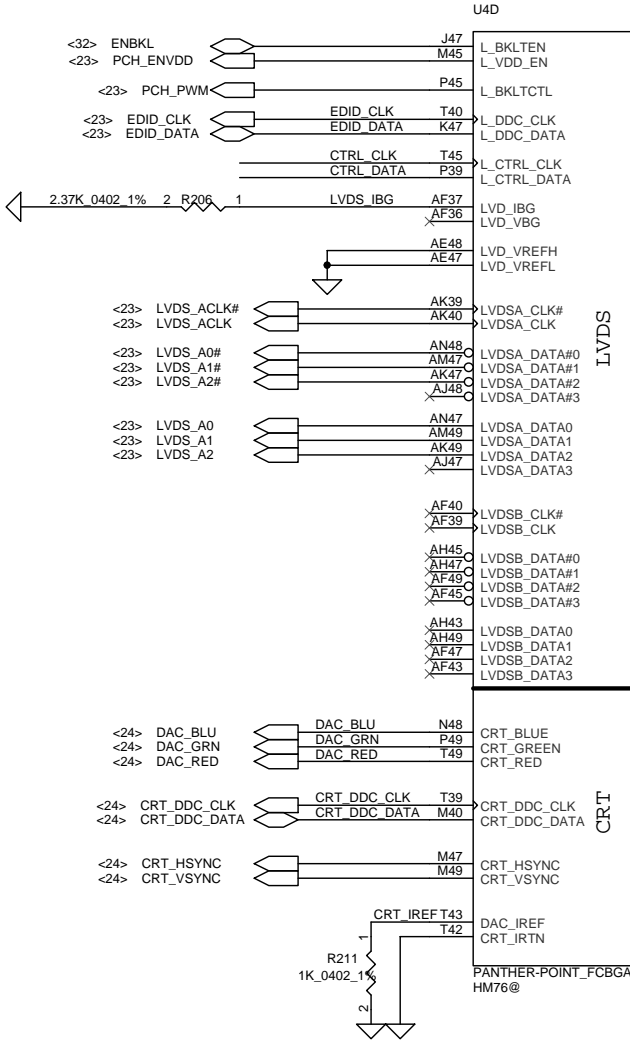 U4D
<32> ENBKL J47 L_BKLTEN
<23> PCH_ENVDD M45 L_VDD_EN
<23> PCH_PWM P45 L_BKLTCTL
<23> EDID_CLK EDID_CLK T40 L_DDC_CLK
<23> EDID_DATA EDID_DATA K47 L_DDC_DATA
CTRL_CLK T45 L_CTRL_CLK
CTRL_DATA P39 L_CTRL_DATA
2.37K_0402_1% 2 R206 1 LVDS_IBG AF37 LVD_IBG
AF36 LVD_VBG
AE48 LVD_VREFH
AE47 LVD_VREFL
<23> LVDS_ACLK# AK39 LVDSA_CLK#
<23> LVDS_ACLK AK40 LVDSA_CLK
LVDS
<23> LVDS_A0# AN48 LVDSA_DATA#0
<23> LVDS_A1# AM47 LVDSA_DATA#1
<23> LVDS_A2# AK47 LVDSA_DATA#2
AJ48 LVDSA_DATA#3
<23> LVDS_A0 AN47 LVDSA_DATA0
<23> LVDS_A1 AM49 LVDSA_DATA1
<23> LVDS_A2 AK49 LVDSA_DATA2
AJ47 LVDSA_DATA3
AF40 LVDSB_CLK#
AF39 LVDSB_CLK
AH45 LVDSB_DATA#0
AH47 LVDSB_DATA#1
AF49 LVDSB_DATA#2
AF45 LVDSB_DATA#3
AH43 LVDSB_DATA0
AH49 LVDSB_DATA1
AF47 LVDSB_DATA2
AF43 LVDSB_DATA3
<24> DAC_BLU DAC_BLU N48 CRT_BLUE
<24> DAC_GRN DAC_GRN P49 CRT_GREEN
<24> DAC_RED DAC_RED T49 CRT_RED
<24> CRT_DDC_CLK CRT_DDC_CLK T39 CRT_DDC_CLK
<24> CRT_DDC_DATA CRT_DDC_DATA M40 CRT_DDC_DATA
CRT
<24> CRT_HSYNC M47 CRT_HSYNC
<24> CRT_VSYNC M49 CRT_VSYNC
CRT_IREF T43 DAC_IREF
T42 CRT_IRTN
1
R211
1K_0402_1%
2
PANTHER-POINT_FCBGA
HM76@